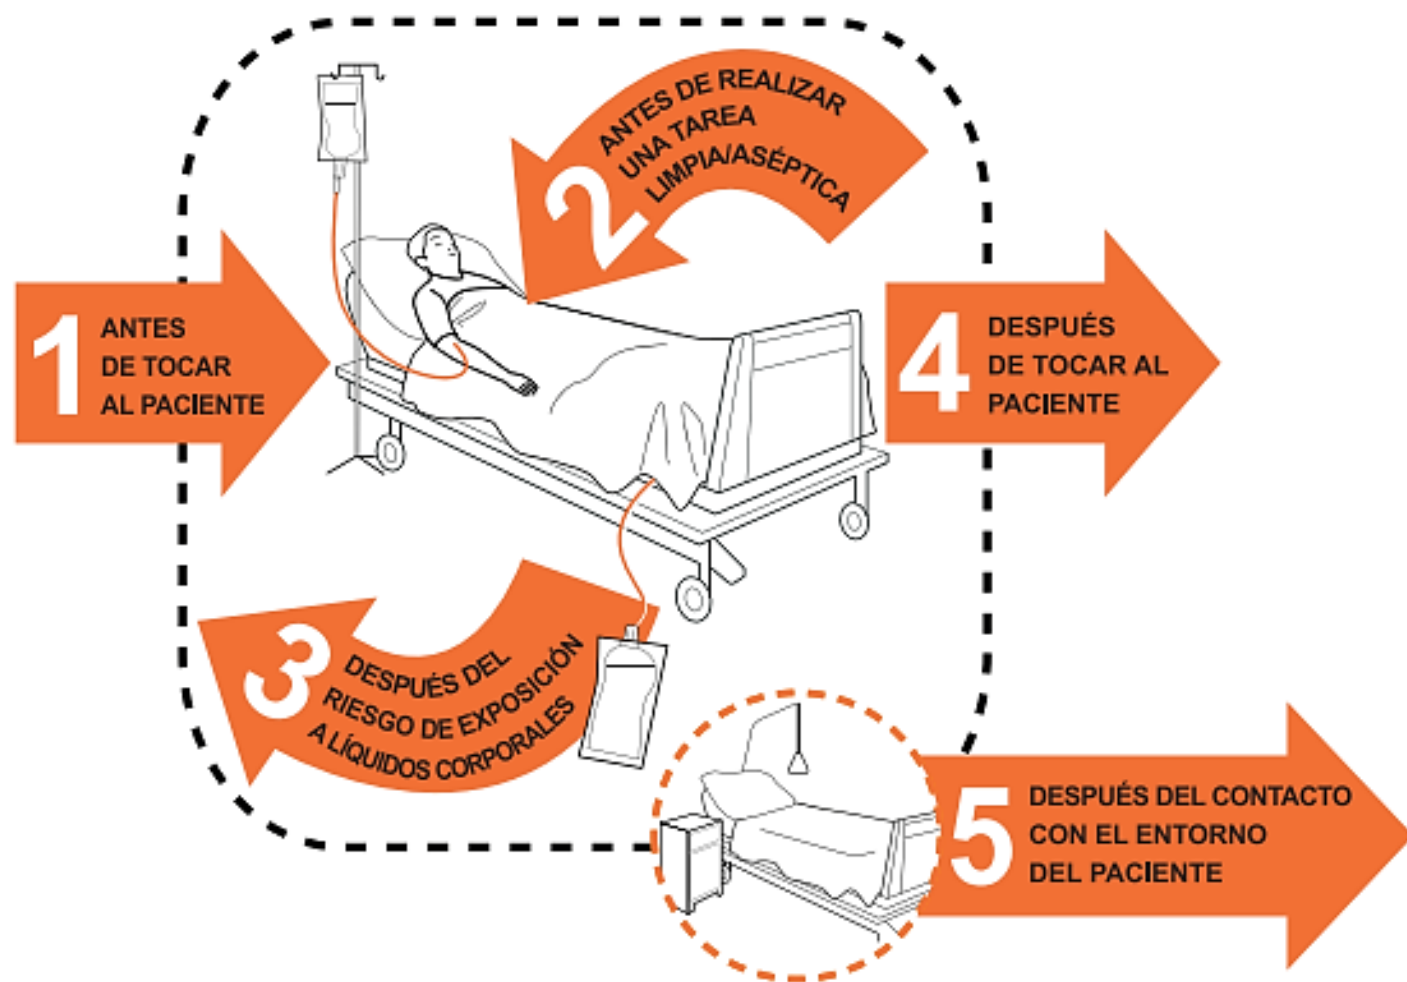 1
ANTES
DE TOCAR
AL PACIENTE
2
ANTES DE REALIZAR
UNA TAREA
LIMPIA/ASÉPTICA
3
DESPUÉS DEL
RIESGO DE EXPOSICIÓN
A LÍQUIDOS CORPORALES
4
DESPUÉS
DE TOCAR AL
PACIENTE
5
DESPUÉS DEL CONTACTO
CON EL ENTORNO
DEL PACIENTE